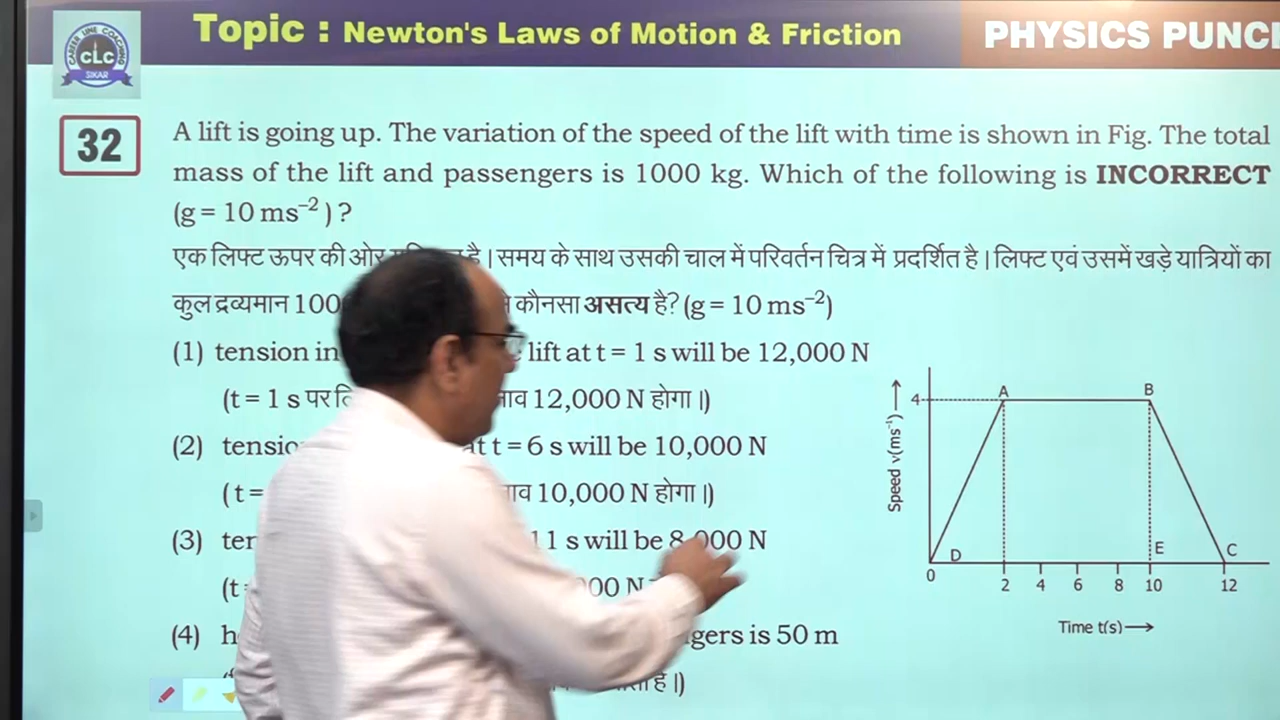 Topic : Newton's Laws of Motion & Friction
PHYSICS PUNC
CAREER LINE COACHING
CLC
SIKAR
32
A lift is going up. The variation of the speed of the lift with time is shown in Fig. The total
mass of the lift and passengers is 1000 kg. Which of the following is INCORRECT
(g = 10 ms⁻² ) ?
एक लिफ्ट ऊपर की ओर है। समय के साथ उसकी चाल में परिवर्तन चित्र में प्रदर्शित है। लिफ्ट एवं उसमें खड़े यात्रियों का
कुल द्रव्यमान 100 कौनसा असत्य है? (g = 10 ms⁻²)
(1) tension in lift at t = 1 s will be 12,000 N
(t = 1 s पर 12,000 N होगा।)
(2) at t = 6 s will be 10,000 N
(t = 10,000 N होगा।)
(3) s will be 8,000 N
(t
(4) is 50 m
Speed v(ms⁻¹)
4
A
B
D
E
C
0
2
4
6
8
10
12
Time t(s)